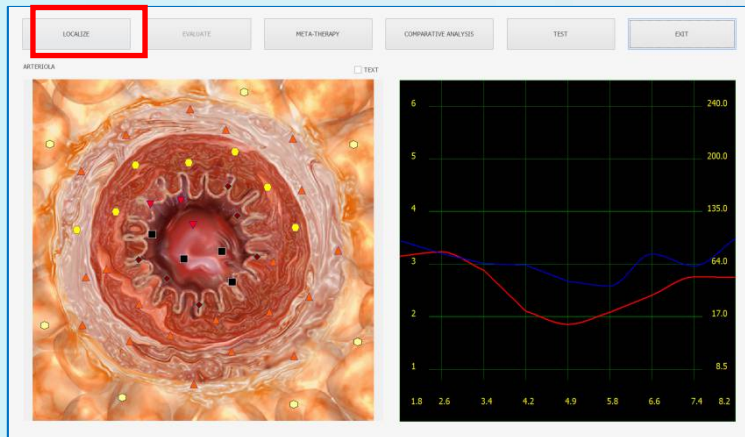 LOCALIZE EVALUATE META-THERAPY COMPARATIVE ANALYSIS TEST EXIT
ARTERIOLA TEXT
6 240.0
5 200.0
4 135.0
3 64.0
2 17.0
1 8.5
1.8 2.6 3.4 4.2 4.9 5.8 6.6 7.4 8.2